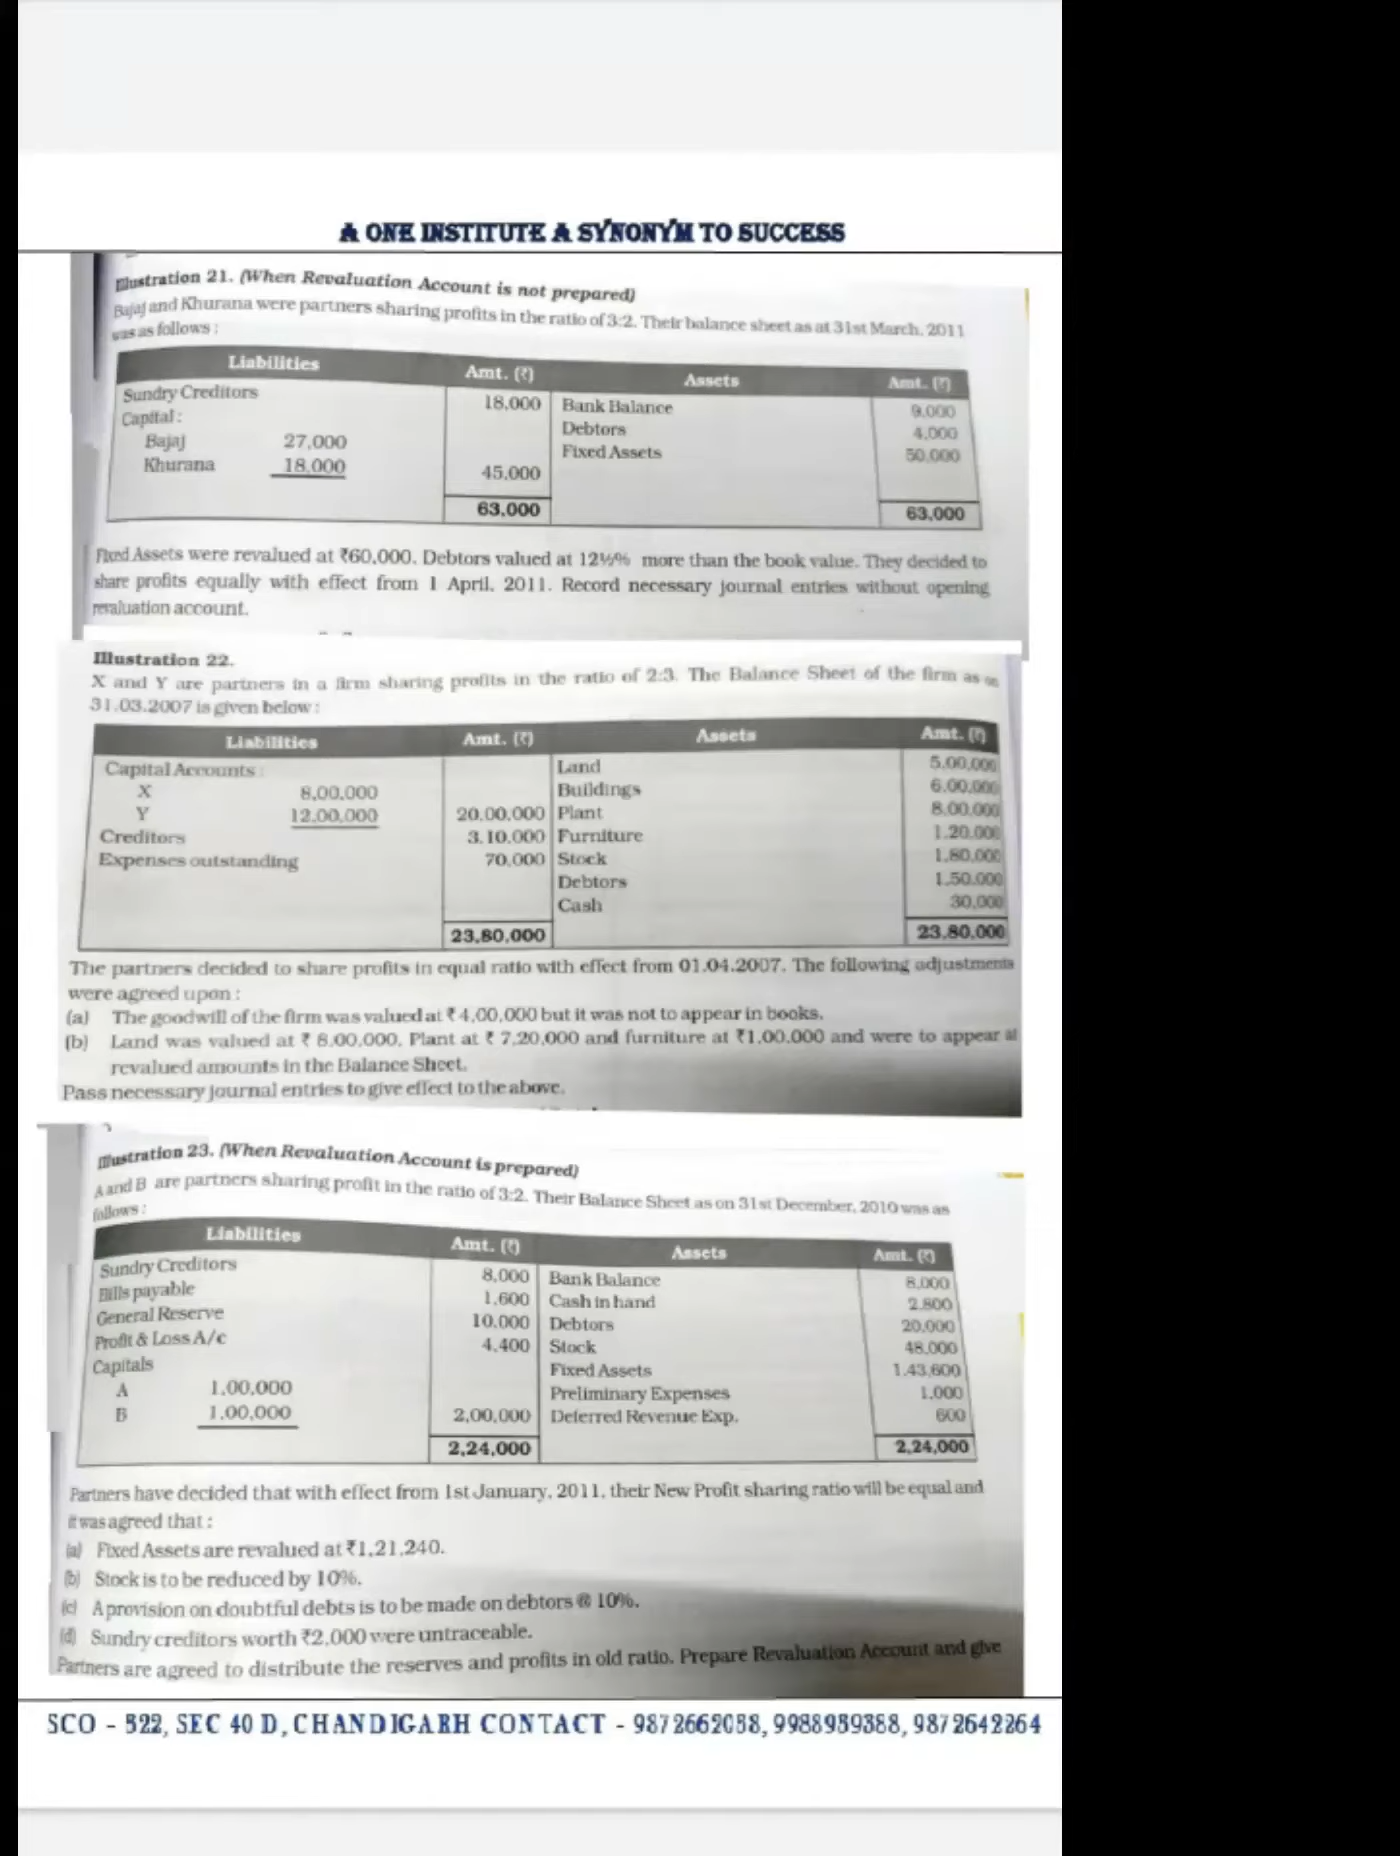 A ONE INSTITUTE A SYNONYM TO SUCCESS
Illustration 21. (When Revaluation Account is not prepared)
Bajaj and Khurana were partners sharing profits in the ratio of 3:2. Their balance sheet as at 31st March, 2011
was as follows :
Liabilities Amt. (₹) Assets Amt. (₹)
Sundry Creditors 18,000 Bank Balance 9,000
Capital : Debtors 4,000
Bajaj 27,000 Fixed Assets 50,000
Khurana 18,000 45,000
63,000 63,000
Fixed Assets were revalued at ₹60,000. Debtors valued at 12½% more than the book value. They decided to
share profits equally with effect from 1 April, 2011. Record necessary journal entries without opening
revaluation account.
Illustration 22.
X and Y are partners in a firm sharing profits in the ratio of 2:3. The Balance Sheet of the firm as on
31.03.2007 is given below :
Liabilities Amt. (₹) Assets Amt. (₹)
Capital Accounts : Land 5,00,000
X 8,00,000 Buildings 6,00,000
Y 12,00,000 20,00,000 Plant 8,00,000
Creditors 3,10,000 Furniture 1,20,000
Expenses outstanding 70,000 Stock 1,80,000
Debtors 1,50,000
Cash 30,000
23,80,000 23,80,000
The partners decided to share profits in equal ratio with effect from 01.04.2007. The following adjustments
were agreed upon :
(a) The goodwill of the firm was valued at ₹ 4,00,000 but it was not to appear in books.
(b) Land was valued at ₹ 8,00,000, Plant at ₹ 7,20,000 and furniture at ₹1,00,000 and were to appear at
revalued amounts in the Balance Sheet.
Pass necessary journal entries to give effect to the above.
Illustration 23. (When Revaluation Account is prepared)
A and B are partners sharing profit in the ratio of 3:2. Their Balance Sheet as on 31st December, 2010 was as
follows :
Liabilities Amt. (₹) Assets Amt. (₹)
Sundry Creditors 8,000 Bank Balance 8,000
Bills payable 1,600 Cash in hand 2,800
General Reserve 10,000 Debtors 20,000
Profit & Loss A/c 4,400 Stock 48,000
Capitals Fixed Assets 1,43,600
A 1,00,000 Preliminary Expenses 1,000
B 1,00,000 2,00,000 Deferred Revenue Exp. 600
2,24,000 2,24,000
Partners have decided that with effect from 1st January, 2011, their New Profit sharing ratio will be equal and
it was agreed that :
(a) Fixed Assets are revalued at ₹1,21,240.
(b) Stock is to be reduced by 10%.
(c) A provision on doubtful debts is to be made on debtors @ 10%.
(d) Sundry creditors worth ₹2,000 were untraceable.
Partners are agreed to distribute the reserves and profits in old ratio. Prepare Revaluation Account and give
SCO - 322, SEC 40 D, CHANDIGARH CONTACT - 9872662038, 9988989388, 9872642264